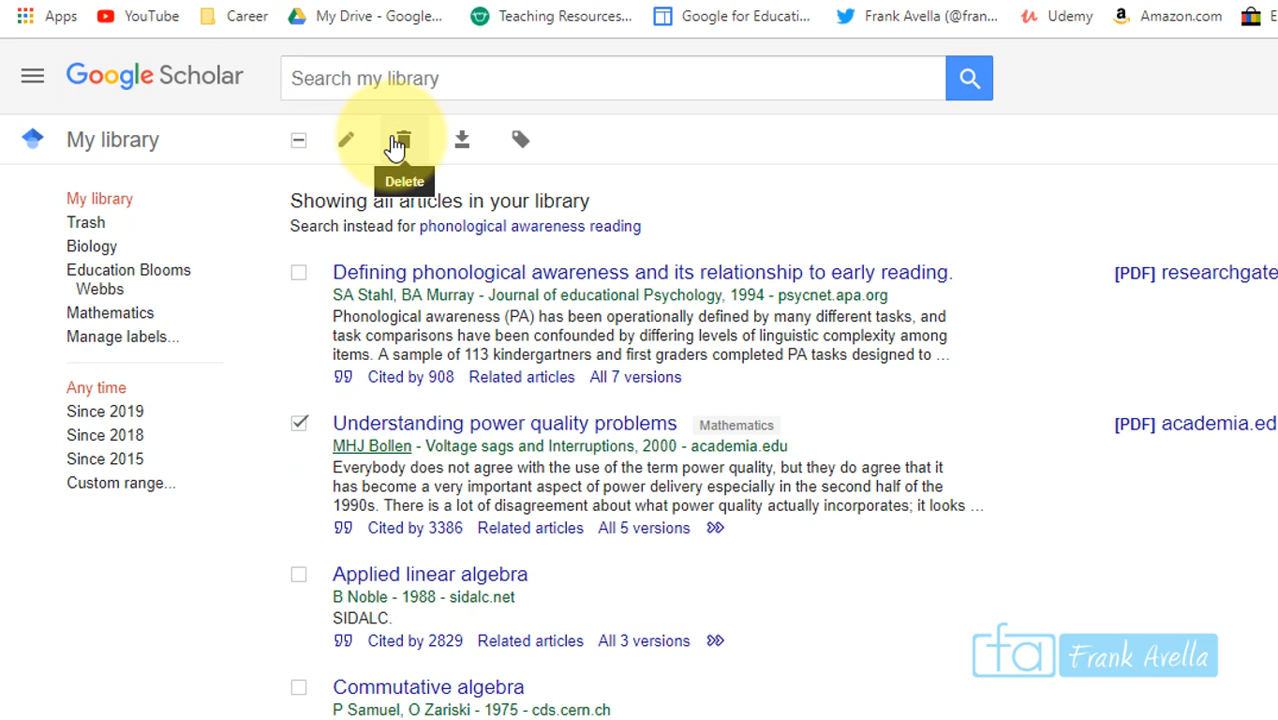 Apps YouTube Career My Drive - Google... Teaching Resources... Google for Educati... Frank Avella (@fran... Udemy Amazon.com E
Google Scholar Search my library
My library
Delete
My library
Trash
Biology
Education Blooms
Webbs
Mathematics
Manage labels...
Any time
Since 2019
Since 2018
Since 2015
Custom range...
Showing all articles in your library
Search instead for phonological awareness reading
Defining phonological awareness and its relationship to early reading. [PDF] researchgate
SA Stahl, BA Murray - Journal of educational Psychology, 1994 - psycnet.apa.org
Phonological awareness (PA) has been operationally defined by many different tasks, and
task comparisons have been confounded by differing levels of linguistic complexity among
items. A sample of 113 kindergartners and first graders completed PA tasks designed to ...
Cited by 908 Related articles All 7 versions
Understanding power quality problems Mathematics [PDF] academia.ed
MHJ Bollen - Voltage sags and Interruptions, 2000 - academia.edu
Everybody does not agree with the use of the term power quality, but they do agree that it
has become a very important aspect of power delivery especially in the second half of the
1990s. There is a lot of disagreement about what power quality actually incorporates; it looks ...
Cited by 3386 Related articles All 5 versions
Applied linear algebra
B Noble - 1988 - sidalc.net
SIDALC.
Cited by 2829 Related articles All 3 versions
Commutative algebra
P Samuel, O Zariski - 1975 - cds.cern.ch
fa Frank Avella